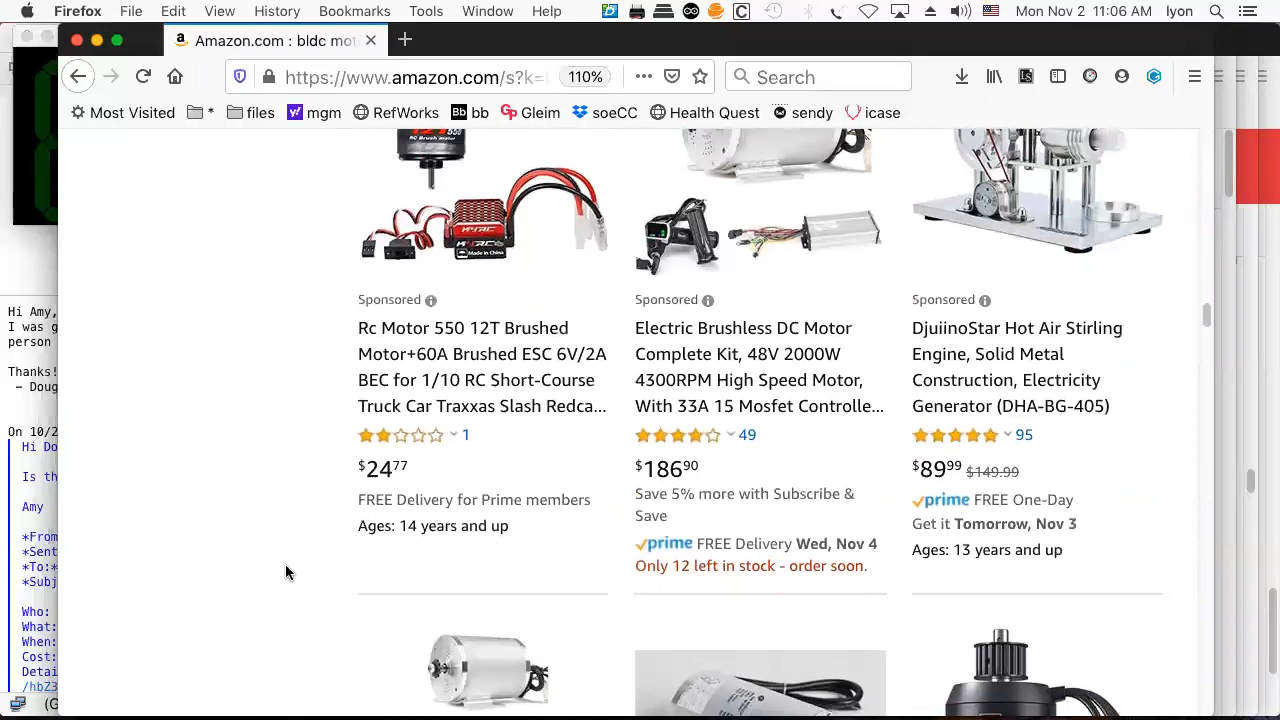 Firefox File Edit View History Bookmarks Tools Window Help Mon Nov 2 11:06 AM lyon
Amazon.com : bldc mot
https://www.amazon.com/s?k= 110% Search
Most Visited * files mgm RefWorks Bb bb Gleim soeCC Health Quest sendy icase
Made in China
Sponsored
Rc Motor 550 12T Brushed
Motor+60A Brushed ESC 6V/2A
BEC for 1/10 RC Short-Course
Truck Car Traxxas Slash Redca...
1
$24.77
FREE Delivery for Prime members
Ages: 14 years and up
Sponsored
Electric Brushless DC Motor
Complete Kit, 48V 2000W
4300RPM High Speed Motor,
With 33A 15 Mosfet Controlle...
49
$186.90
Save 5% more with Subscribe &
Save
prime FREE Delivery Wed, Nov 4
Only 12 left in stock - order soon.
Sponsored
DjuiinoStar Hot Air Stirling
Engine, Solid Metal
Construction, Electricity
Generator (DHA-BG-405)
95
$89.99 $149.99
prime FREE One-Day
Get it Tomorrow, Nov 3
Ages: 13 years and up
Hi Amy,
I was g
person
Thanks!
– Doug
On 10/2
Hi Do
Is th
Amy
*From
*Sent
*To:*
*Subj
Who:
What:
When:
Cost:
Detai
/hbZ3